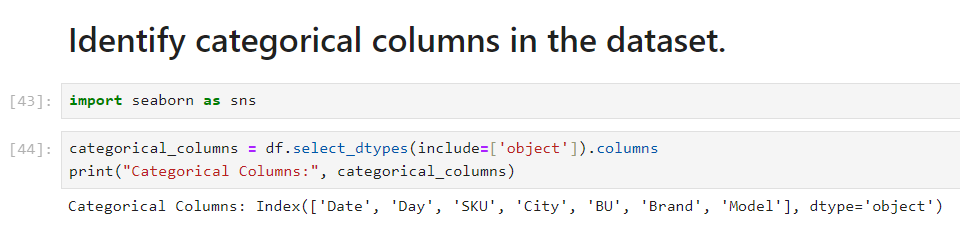 Identify categorical columns in the dataset.
[43]: import seaborn as sns
[44]: categorical_columns = df.select_dtypes(include=['object']).columns
print("Categorical Columns:", categorical_columns)
Categorical Columns: Index(['Date', 'Day', 'SKU', 'City', 'BU', 'Brand', 'Model'], dtype='object')